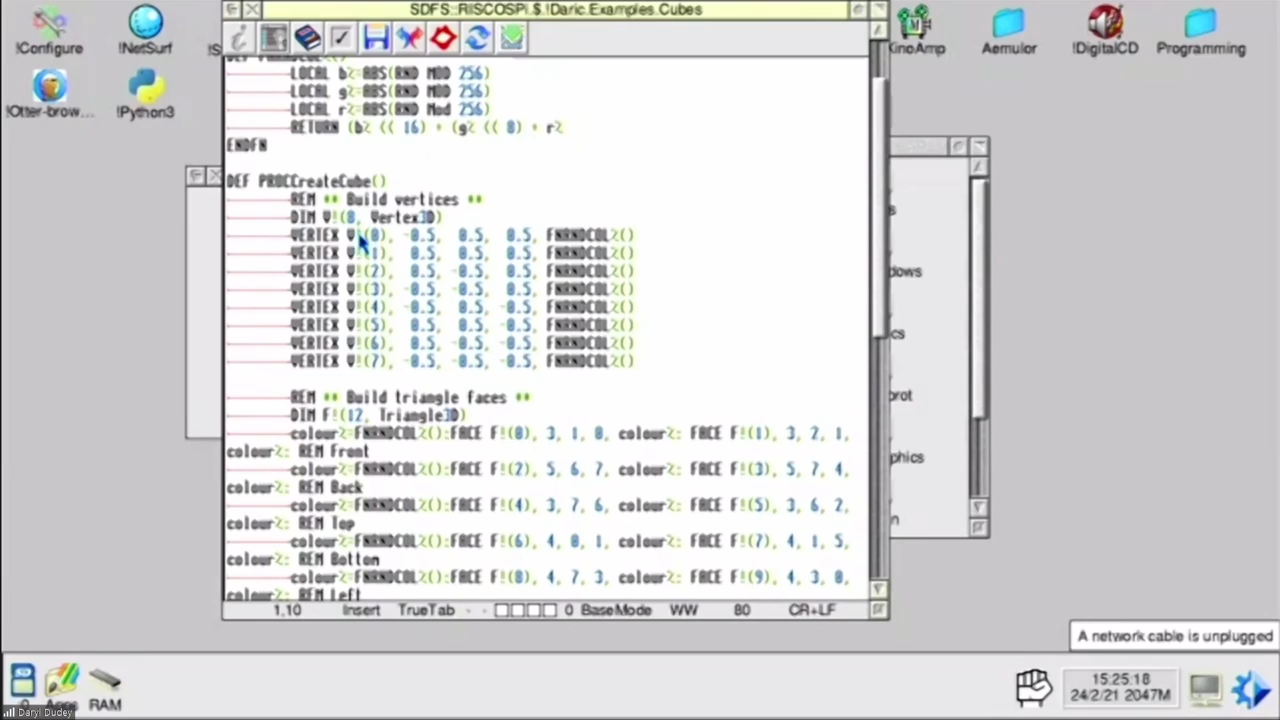 SDFS::RISCOSPi.$.!Daric.Examples.Cubes
!Configure
!NetSurf
KinoAmp
Aemulor
!DigitalCD
Programming
!Otter-brow...
!Python3
LOCAL b%=ABS(RND MOD 256)
LOCAL g%=ABS(RND MOD 256)
LOCAL r%=ABS(RND Mod 256)
RETURN (b% << 16) + (g% << 8) + r%
ENDFN
DEF PROCCreateCube()
REM ** Build vertices **
DIM V!(8, Vertex3D)
VERTEX V!(0), -0.5, 0.5, 0.5, FNRNDCOL%()
VERTEX V!(1), 0.5, 0.5, 0.5, FNRNDCOL%()
VERTEX V!(2), 0.5, -0.5, 0.5, FNRNDCOL%()
VERTEX V!(3), -0.5, -0.5, 0.5, FNRNDCOL%()
VERTEX V!(4), -0.5, 0.5, -0.5, FNRNDCOL%()
VERTEX V!(5), 0.5, 0.5, -0.5, FNRNDCOL%()
VERTEX V!(6), 0.5, -0.5, -0.5, FNRNDCOL%()
VERTEX V!(7), -0.5, -0.5, -0.5, FNRNDCOL%()
REM ** Build triangle faces **
DIM F!(12, Triangle3D)
colour%=FNRNDCOL%():FACE F!(0), 3, 1, 0, colour%: FACE F!(1), 3, 2, 1,
colour%: REM Front
colour%=FNRNDCOL%():FACE F!(2), 5, 6, 7, colour%: FACE F!(3), 5, 7, 4,
colour%: REM Back
colour%=FNRNDCOL%():FACE F!(4), 3, 7, 6, colour%: FACE F!(5), 3, 6, 2,
colour%: REM Top
colour%=FNRNDCOL%():FACE F!(6), 4, 0, 1, colour%: FACE F!(7), 4, 1, 5,
colour%: REM Bottom
colour%=FNRNDCOL%():FACE F!(8), 4, 7, 3, colour%: FACE F!(9), 4, 3, 0,
colour%: REM Left
1,10 Insert TrueTab - - 0 BaseMode WW 80 CR+LF
A network cable is unplugged
0
Apps
RAM
15:25:18
24/2/21 2047M
Daryl Dudey